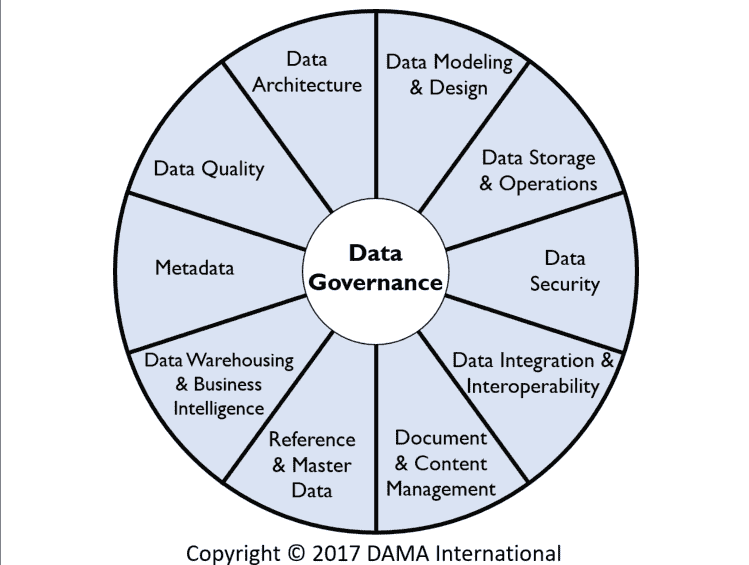 Data
Architecture
Data Modeling
& Design
Data Quality
Data Storage
& Operations
Data
Governance
Metadata
Data
Security
Data Warehousing
& Business
Intelligence
Data Integration &
Interoperability
Reference
& Master
Data
Document
& Content
Management
Copyright © 2017 DAMA International